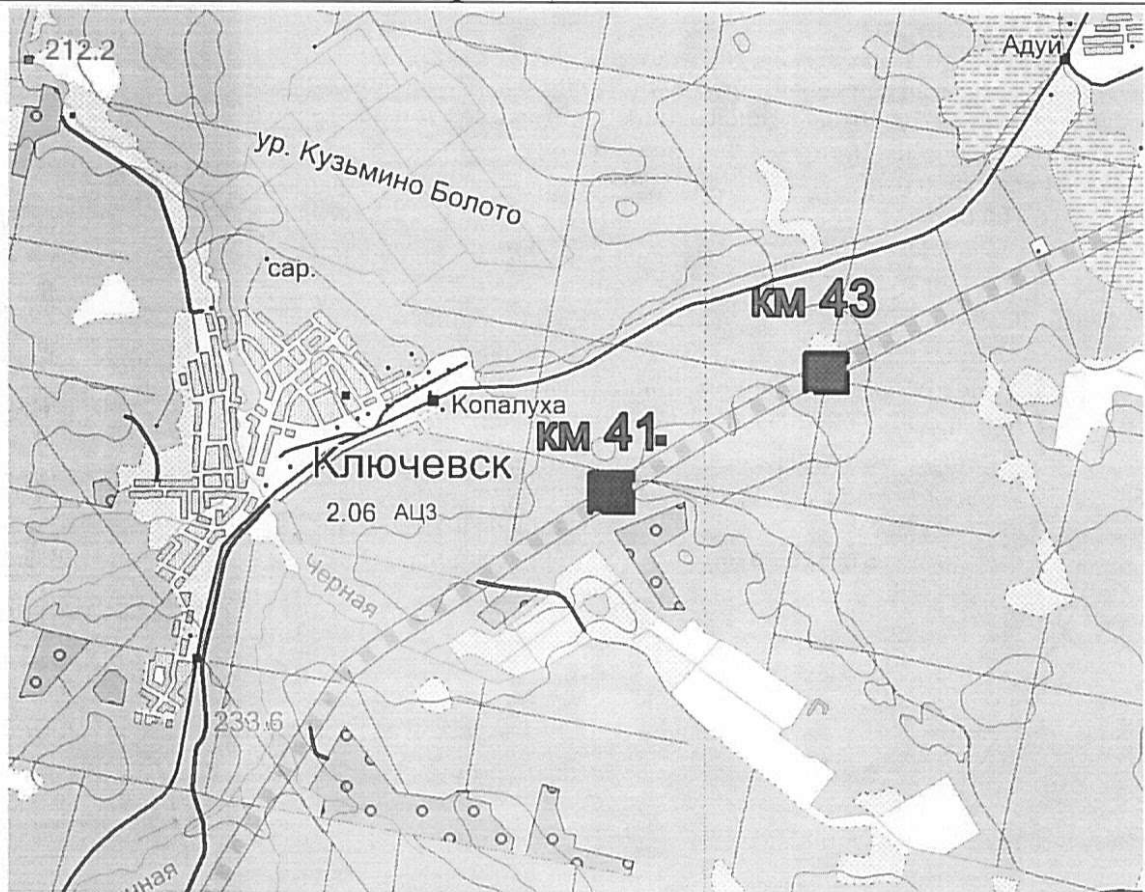 212.2
Адуй
ур. Кузьмино Болото
сар.
км 43
Копалуха
км 41
Ключевск
2.06 АЦЗ
Черная
233.6